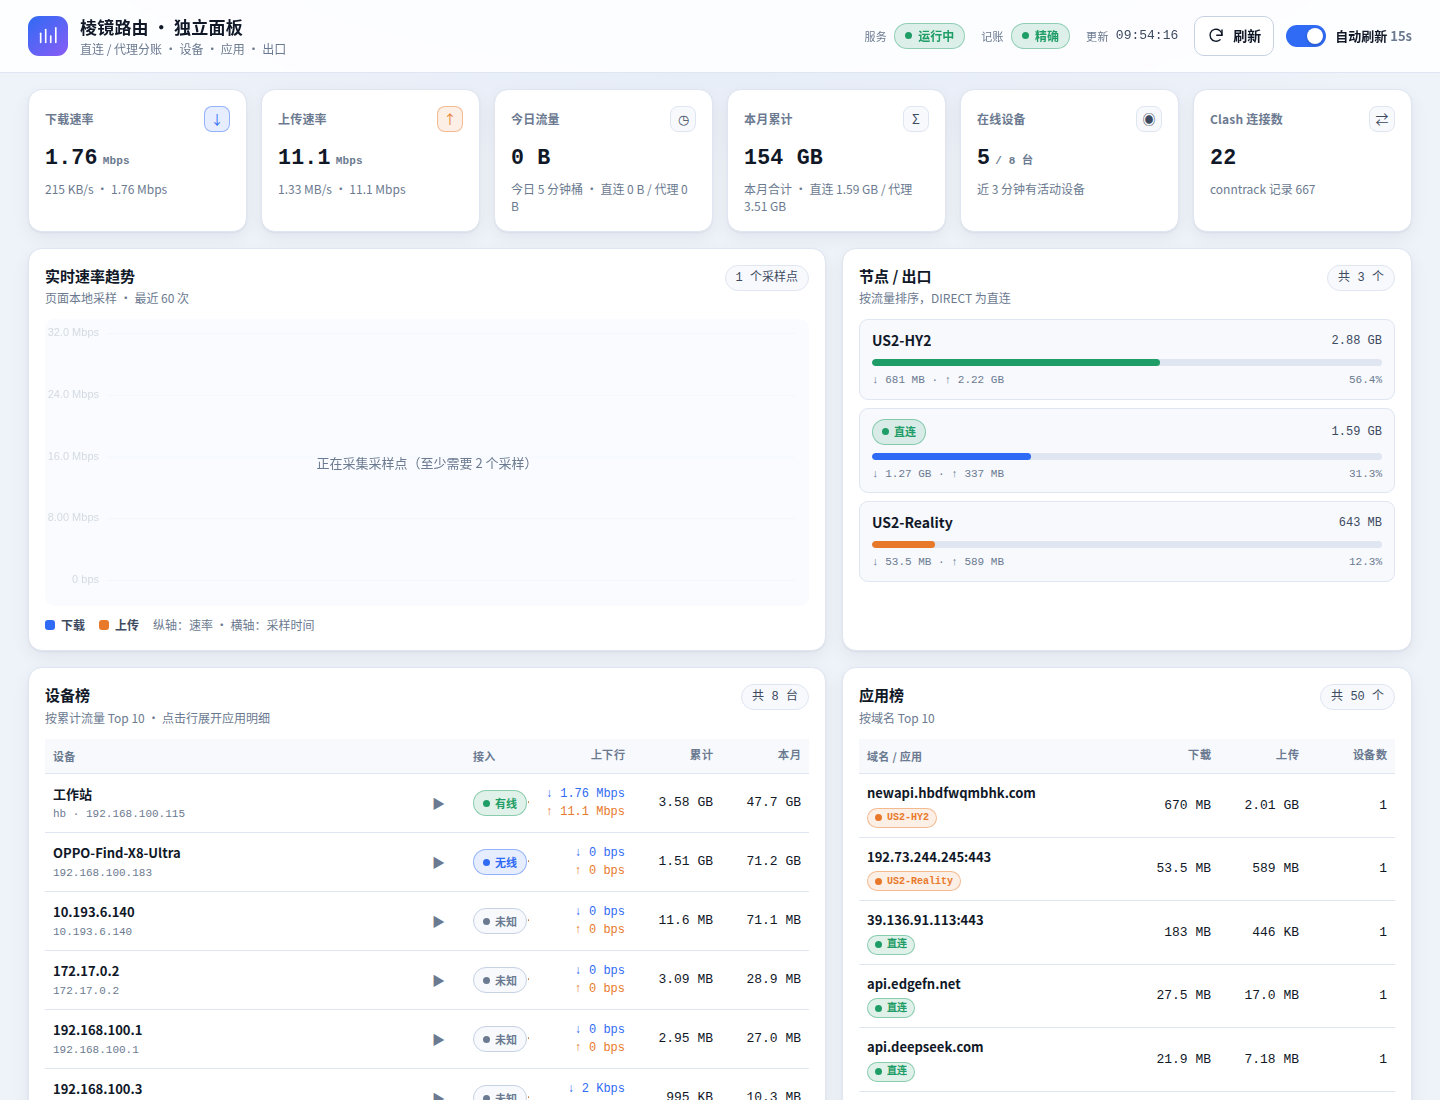 棱镜路由 · 独立面板
直连 / 代理分账 · 设备 · 应用 · 出口
服务 运行中 记账 精确 更新 09:54:16 刷新 自动刷新 15s
下载速率 ↓
1.76 Mbps
215 KB/s · 1.76 Mbps
上传速率 ↑
11.1 Mbps
1.33 MB/s · 11.1 Mbps
今日流量 ◷
0 B
今日 5 分钟桶 · 直连 0 B / 代理 0
B
本月累计 Σ
154 GB
本月合计 · 直连 1.59 GB / 代理
3.51 GB
在线设备 ◉
5 / 8 台
近 3 分钟有活动设备
Clash 连接数 ⇄
22
conntrack 记录 667
实时速率趋势 1 个采样点
页面本地采样 · 最近 60 次
32.0 Mbps
24.0 Mbps
16.0 Mbps
正在采集采样点（至少需要 2 个采样）
8.00 Mbps
0 bps
下载 上传 纵轴：速率 · 横轴：采样时间
节点 / 出口 共 3 个
按流量排序，DIRECT 为直连
US2-HY2 2.88 GB
↓ 681 MB · ↑ 2.22 GB 56.4%
直连 1.59 GB
↓ 1.27 GB · ↑ 337 MB 31.3%
US2-Reality 643 MB
↓ 53.5 MB · ↑ 589 MB 12.3%
设备榜 共 8 台
按累计流量 Top 10 · 点击行展开应用明细
设备 接入 上下行 累计 本月
工作站 ▶ 有线 ↓ 1.76 Mbps 3.58 GB 47.7 GB
hb · 192.168.100.115 ↑ 11.1 Mbps
OPPO-Find-X8-Ultra ▶ 无线 ↓ 0 bps 1.51 GB 71.2 GB
192.168.100.183 ↑ 0 bps
10.193.6.140 ▶ 未知 ↓ 0 bps 11.6 MB 71.1 MB
10.193.6.140 ↑ 0 bps
172.17.0.2 ▶ 未知 ↓ 0 bps 3.09 MB 28.9 MB
172.17.0.2 ↑ 0 bps
192.168.100.1 ▶ 未知 ↓ 0 bps 2.95 MB 27.0 MB
192.168.100.1 ↑ 0 bps
192.168.100.3 ▶ 未知 ↓ 2 Kbps 995 KB 10.3 MB
应用榜 共 50 个
按域名 Top 10
域名 / 应用 下载 上传 设备数
newapi.hbdfwqmbhk.com 670 MB 2.01 GB 1
US2-HY2
192.73.244.245:443 53.5 MB 589 MB 1
US2-Reality
39.136.91.113:443 183 MB 446 KB 1
直连
api.edgefn.net 27.5 MB 17.0 MB 1
直连
api.deepseek.com 21.9 MB 7.18 MB 1
直连